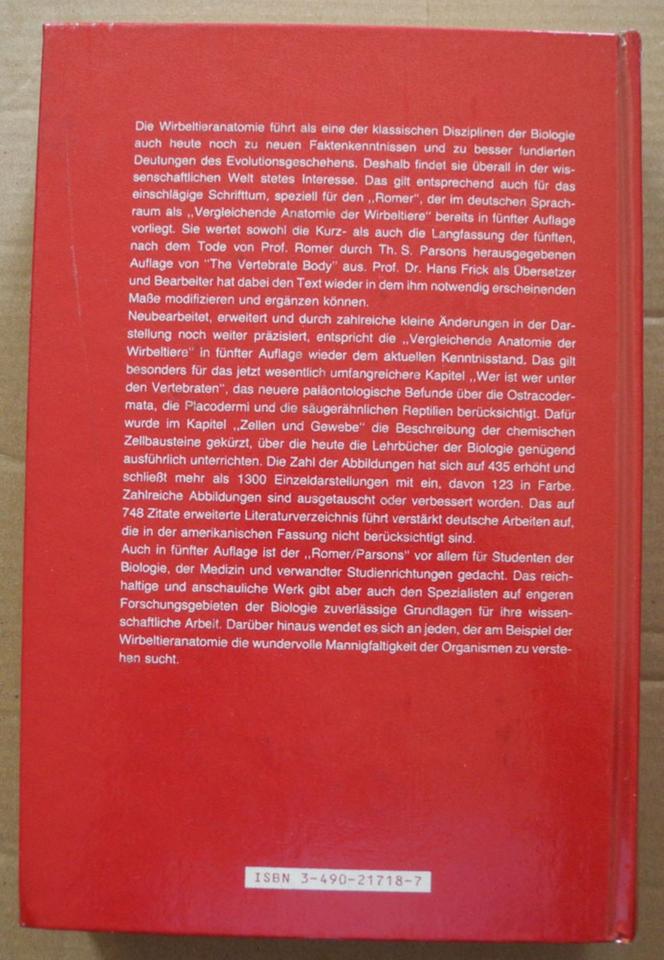 Die Wirbeltieranatomie führt als eine der klassischen Disziplinen der Biologie
auch heute noch zu neuen Faktenkenntnissen und zu besser fundierten
Deutungen des Evolutionsgeschehens. Deshalb findet sie überall in der wis-
senschaftlichen Welt stetes Interesse. Das gilt entsprechend auch für das
einschlägige Schrifttum, speziell für den „Romer", der im deutschen Sprach-
raum als „Vergleichende Anatomie der Wirbeltiere" bereits in fünfter Auflage
vorliegt. Sie wertet sowohl die Kurz- als auch die Langfassung der fünften,
nach dem Tode von Prof. Romer durch Th. S. Parsons herausgegebenen
Auflage von "The Vertebrate Body" aus. Prof. Dr. Hans Frick als Übersetzer
und Bearbeiter hat dabei den Text wieder in dem ihm notwendig erscheinenden
Maße modifizieren und ergänzen können.
Neubearbeitet, erweitert und durch zahlreiche kleine Änderungen in der Dar-
stellung noch weiter präzisiert, entspricht die „Vergleichende Anatomie der
Wirbeltiere" in fünfter Auflage wieder dem aktuellen Kenntnisstand. Das gilt
besonders für das jetzt wesentlich umfangreichere Kapitel „Wer ist wer unter
den Vertebraten", das neuere paläontologische Befunde über die Ostracoder-
mata, die Placodermi und die säugerähnlichen Reptilien berücksichtigt. Dafür
wurde im Kapitel „Zellen und Gewebe" die Beschreibung der chemischen
Zellbausteine gekürzt, über die heute die Lehrbücher der Biologie genügend
ausführlich unterrichten. Die Zahl der Abbildungen hat sich auf 435 erhöht und
schließt mehr als 1300 Einzeldarstellungen mit ein, davon 123 in Farbe.
Zahlreiche Abbildungen sind ausgetauscht oder verbessert worden. Das auf
748 Zitate erweiterte Literaturverzeichnis führt verstärkt deutsche Arbeiten auf,
die in der amerikanischen Fassung nicht berücksichtigt sind.
Auch in fünfter Auflage ist der „Romer/Parsons" vor allem für Studenten der
Biologie, der Medizin und verwandter Studienrichtungen gedacht. Das reich-
haltige und anschauliche Werk gibt aber auch den Spezialisten auf engeren
Forschungsgebieten der Biologie zuverlässige Grundlagen für ihre wissen-
schaftliche Arbeit. Darüber hinaus wendet es sich an jeden, der am Beispiel der
Wirbeltieranatomie die wundervolle Mannigfaltigkeit der Organismen zu verste-
hen sucht.
ISBN 3-490-21718-7